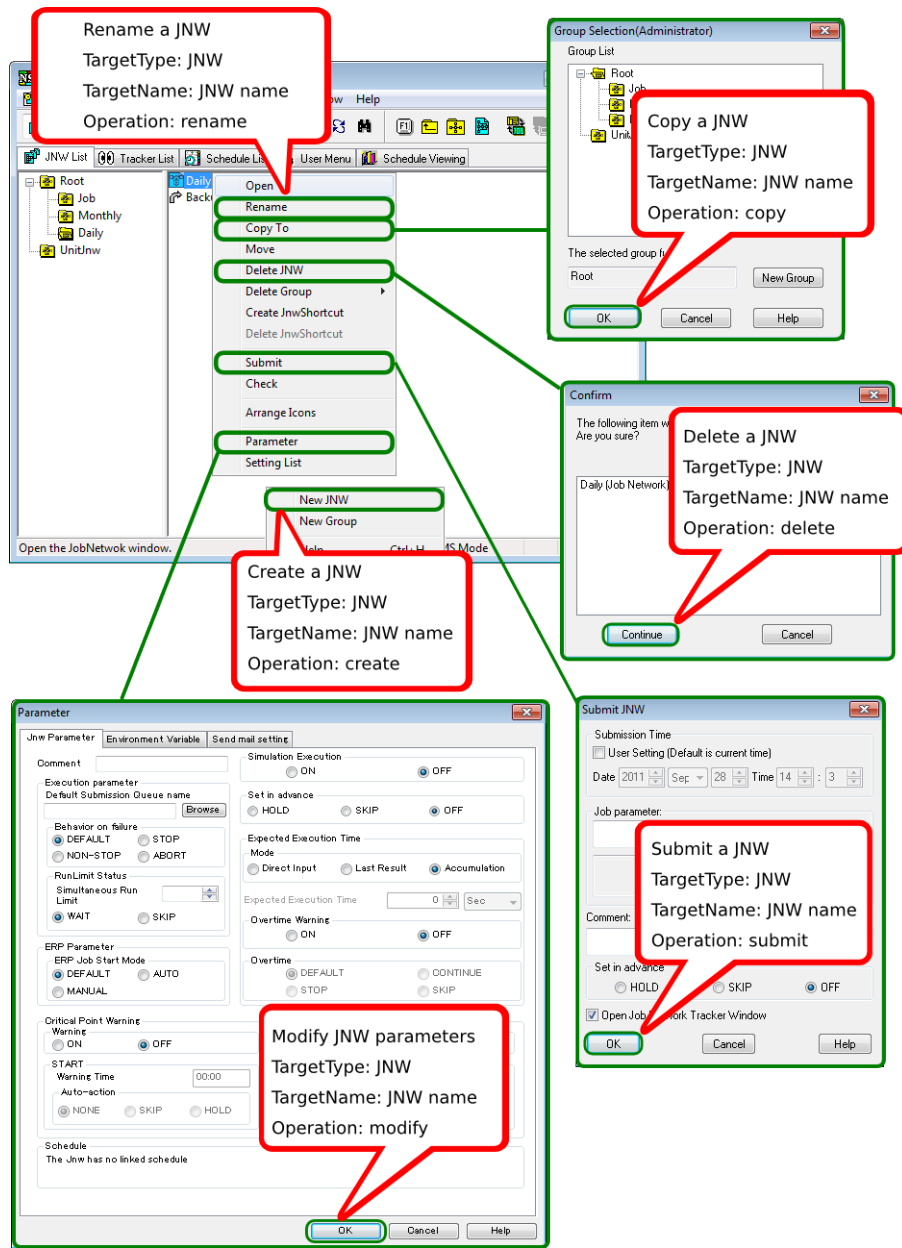 Rename a JNW
TargetType: JNW
TargetName: JNW name
Operation: rename
Help
JNW List
Tracker List
User Menu
Schedule Viewing
Root
Job
Monthly
Daily
UnitJnw
Daily
Open
Rename
Copy To
Move
Delete JNW
Delete Group
Create JnwShortcut
Delete JnwShortcut
Submit
Check
Arrange Icons
Parameter
Setting List
New JNW
New Group
Open the JobNetwok window.
Mode
Create a JNW
TargetType: JNW
TargetName: JNW name
Operation: create
Group Selection(Administrator)
Group List
Root
Job
Copy a JNW
TargetType: JNW
TargetName: JNW name
Operation: copy
The selected group
Root
New Group
OK Cancel Help
Confirm
The following item
Are you sure?
Daily (Job Network)
Delete a JNW
TargetType: JNW
TargetName: JNW name
Operation: delete
Continue Cancel
Parameter
Jnw Parameter Environment Variable Send mail setting
Comment
Execution parameter
Default Submission Queue name
Browse
Behavior on failure
DEFAULT STOP
NON-STOP ABORT
RunLimit Status
Simultaneous Run
Limit
WAIT SKIP
ERP Parameter
ERP Job Start Mode
DEFAULT AUTO
MANUAL
Simulation Execution
ON OFF
Set in advance
HOLD SKIP OFF
Expected Execution Time
Mode
Direct Input Last Result Accumulation
Expected Execution Time 0 Sec
Overtime Warning
ON OFF
Overtime
DEFAULT CONTINUE
STOP SKIP
Critical Point Warning
Warning
ON OFF
START
Warning Time 00:00
Auto-action
NONE SKIP HOLD
Modify JNW parameters
TargetType: JNW
TargetName: JNW name
Operation: modify
Schedule
The Jnw has no linked schedule
OK Cancel Help
Submit JNW
Submission Time
User Setting (Default is current time)
Date 2011 Sep 28 Time 14 : 3
Job parameter:
Submit a JNW
TargetType: JNW
TargetName: JNW name
Operation: submit
Comment:
Set in advance
HOLD SKIP OFF
Open Job Tracker Window
OK Cancel Help